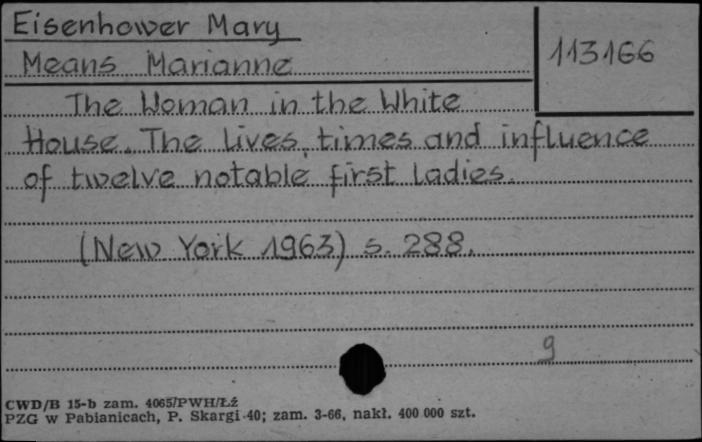 Eisenhower Mary
Means Marianne
113166
The Woman in the White
House. The lives, times and influence
of twelve notable first ladies.
(New York 1963) s. 288.
g
CWD/B 15-b zam. 4065/PWH/Łź
PZG w Pabianicach, P. Skargi 40; zam. 3-66, nakł. 400 000 szt.